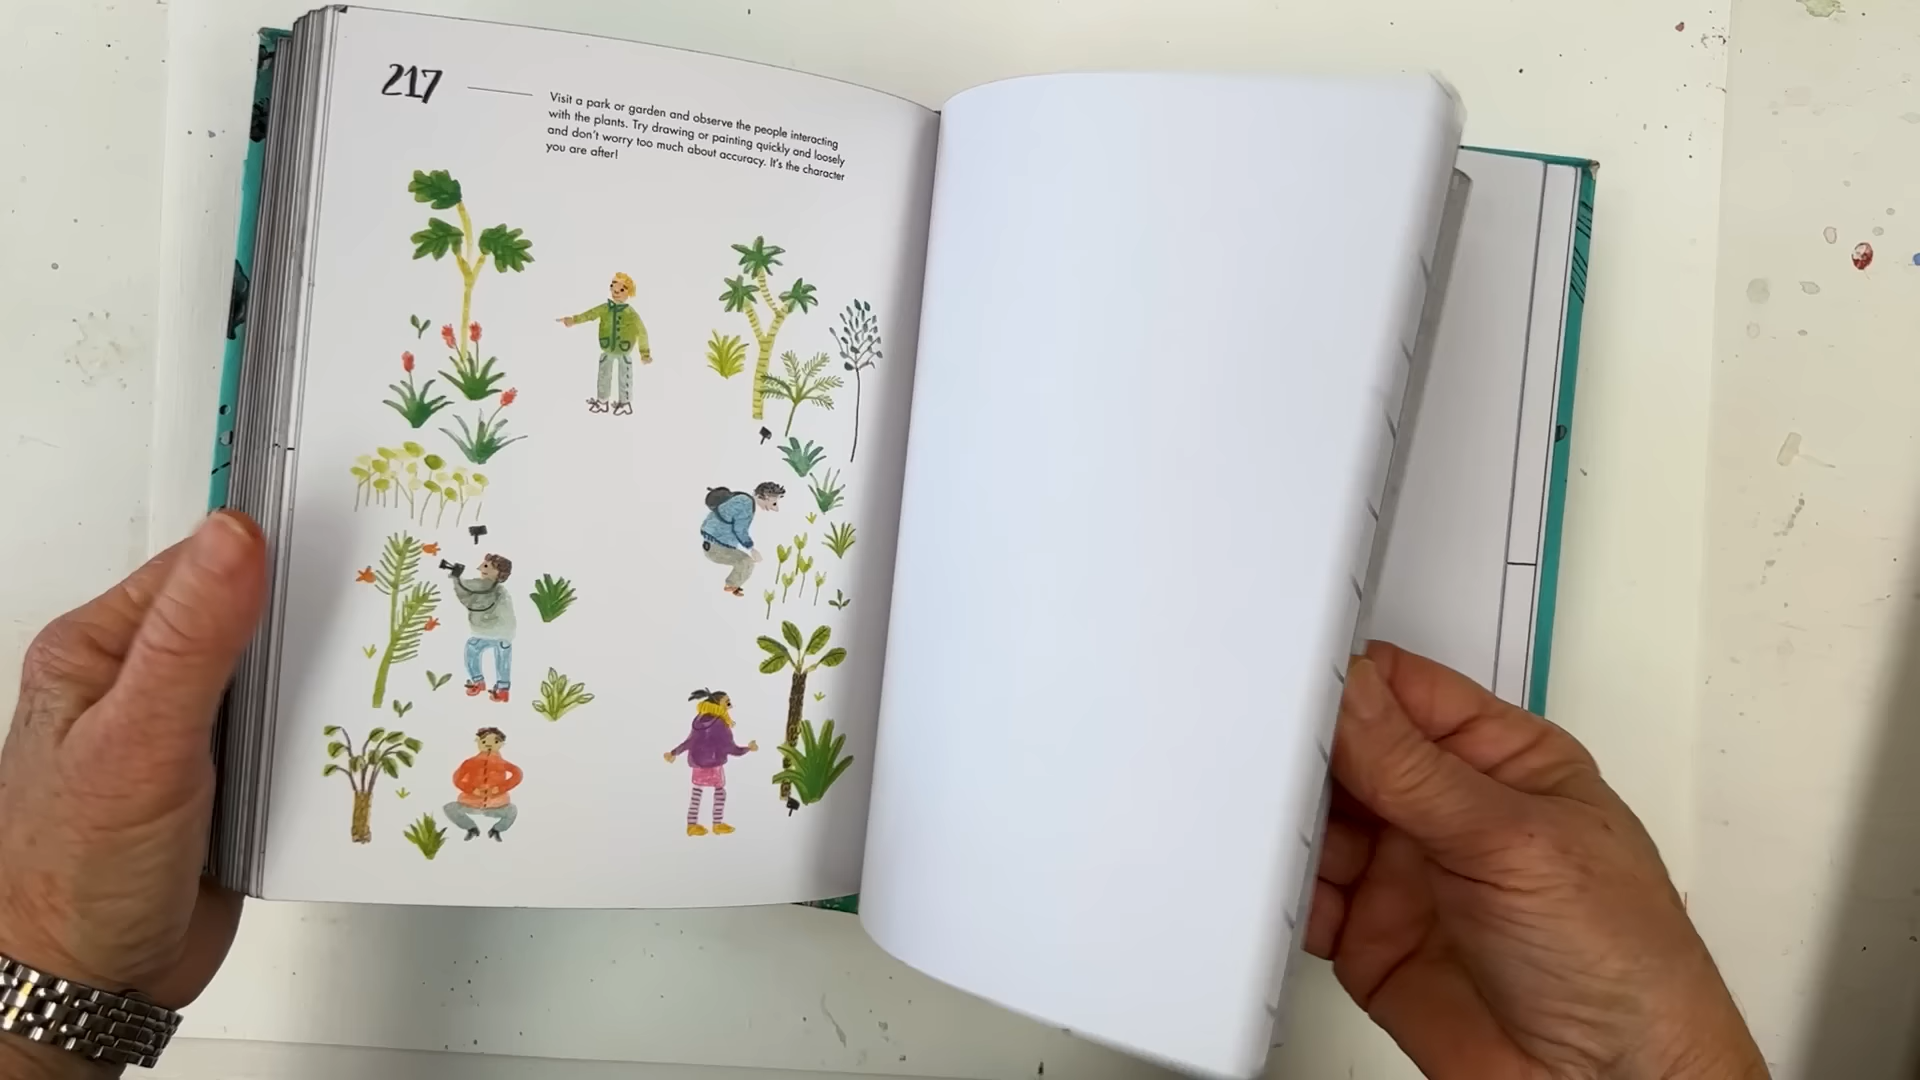 217
Visit a park or garden and observe the people interacting
with the plants. Try drawing or painting quickly and loosely
and don't worry too much about accuracy. It's the character
you are after!